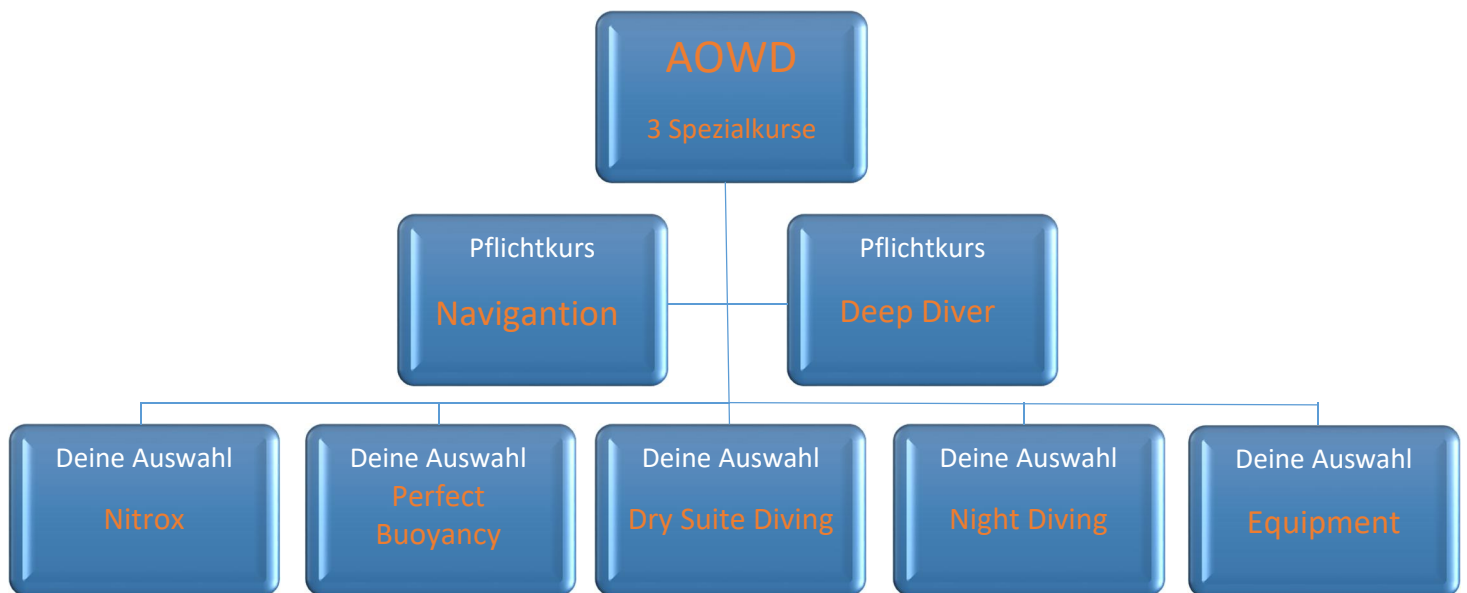 AOWD
3 Spezialkurse
Pflichtkurs
Navigantion
Pflichtkurs
Deep Diver
Deine Auswahl
Nitrox
Deine Auswahl
Perfect
Buoyancy
Deine Auswahl
Dry Suite Diving
Deine Auswahl
Night Diving
Deine Auswahl
Equipment